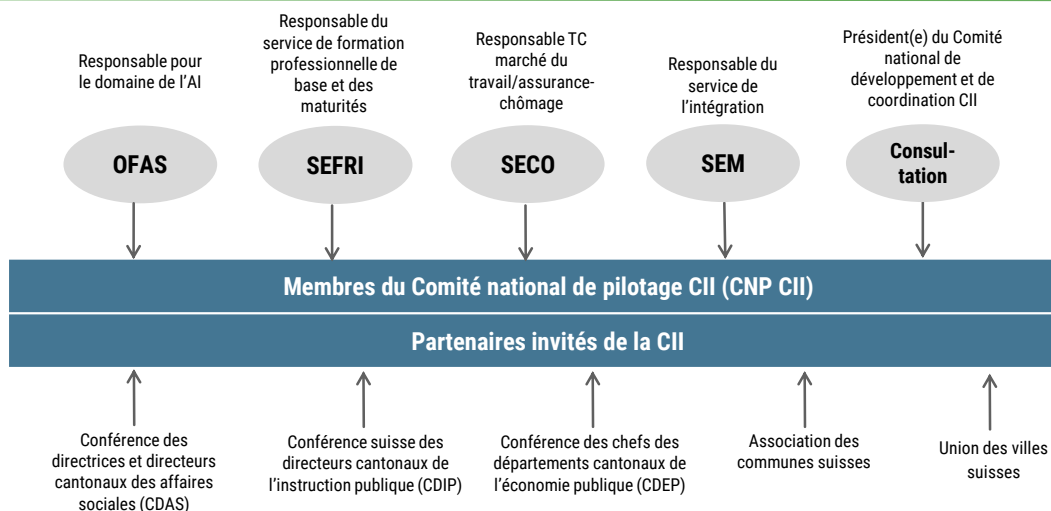 Responsable pour
le domaine de l’AI
Responsable du
service de formation
professionnelle de
base et des
maturités
Responsable TC
marché du
travail/assurance-
chômage
Responsable du
service de
l’intégration
Président(e) du Comité
national de
développement et de
coordination CII
OFAS
SEFRI
SECO
SEM
Consul-
tation
Membres du Comité national de pilotage CII (CNP CII)
Partenaires invités de la CII
Conférence des
directrices et directeurs
cantonaux des affaires
sociales (CDAS)
Conférence suisse des
directeurs cantonaux de
l’instruction publique (CDIP)
Conférence des chefs des
départements cantonaux de
l’économie publique (CDEP)
Association des
communes suisses
Union des villes
suisses